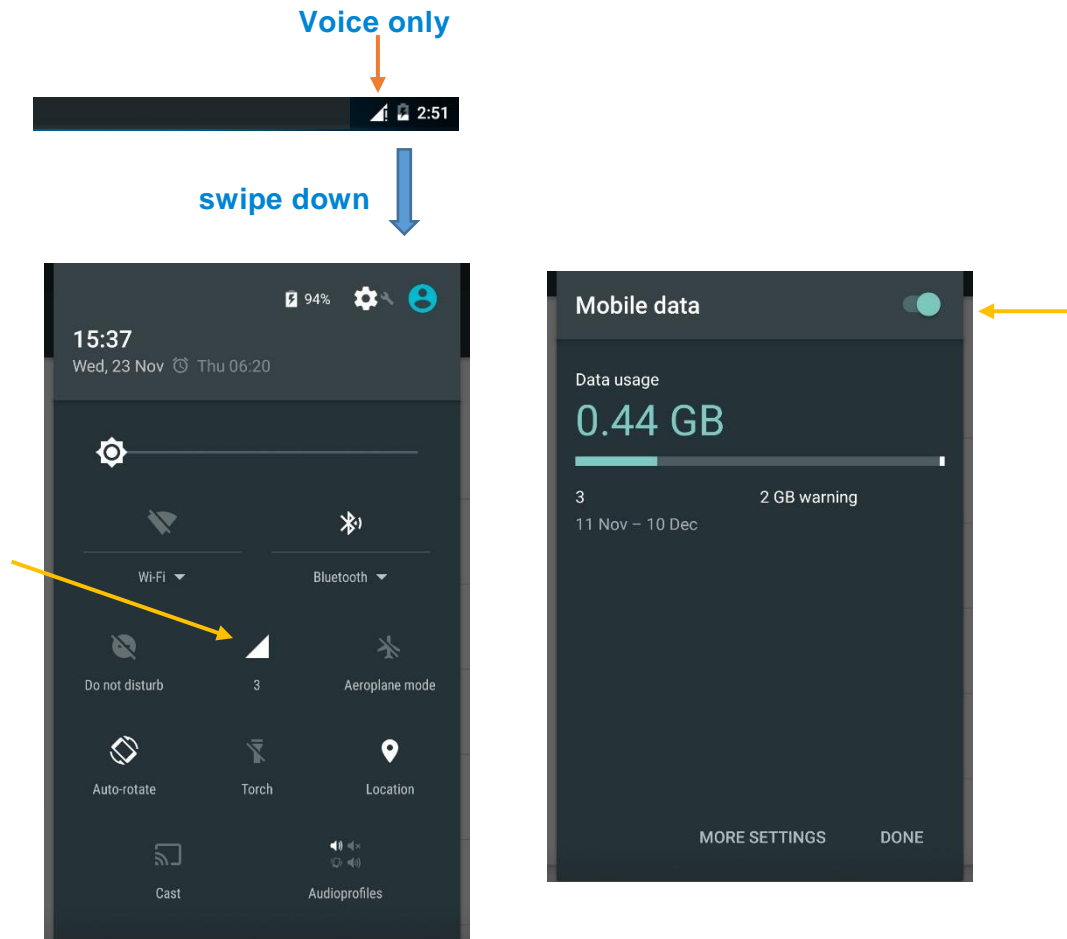 Voice only
2:51
swipe down
94%
15:37
Wed, 23 Nov Thu 06:20
Wi-Fi
Bluetooth
Do not disturb
3
Aeroplane mode
Auto-rotate
Torch
Location
Cast
Audioprofiles
Mobile data
Data usage
0.44 GB
3 2 GB warning
11 Nov – 10 Dec
MORE SETTINGS DONE